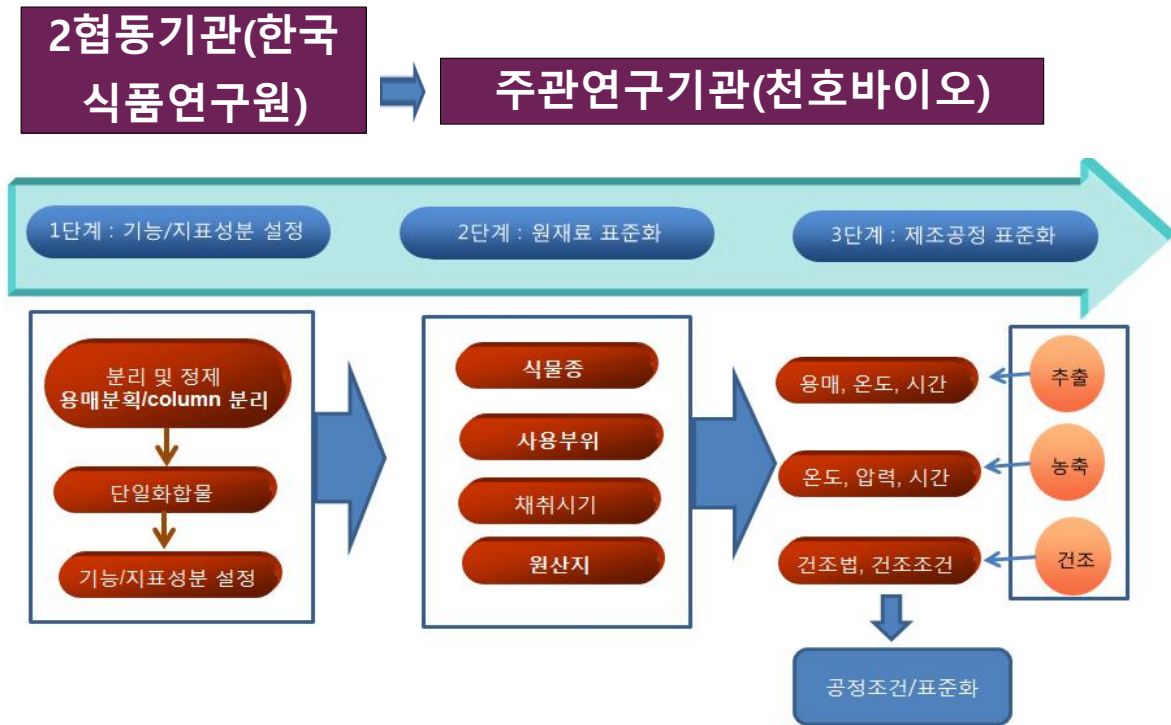 2협동기관(한국
식품연구원)
주관연구기관(천호바이오)
1단계 : 기능/지표성분 설정
2단계 : 원재료 표준화
3단계 : 제조공정 표준화
분리 및 정제
용매분획/column 분리
단일화합물
기능/지표성분 설정
식물종
사용부위
채취시기
원산지
용매, 온도, 시간
추출
온도, 압력, 시간
농축
건조법, 건조조건
건조
공정조건/표준화